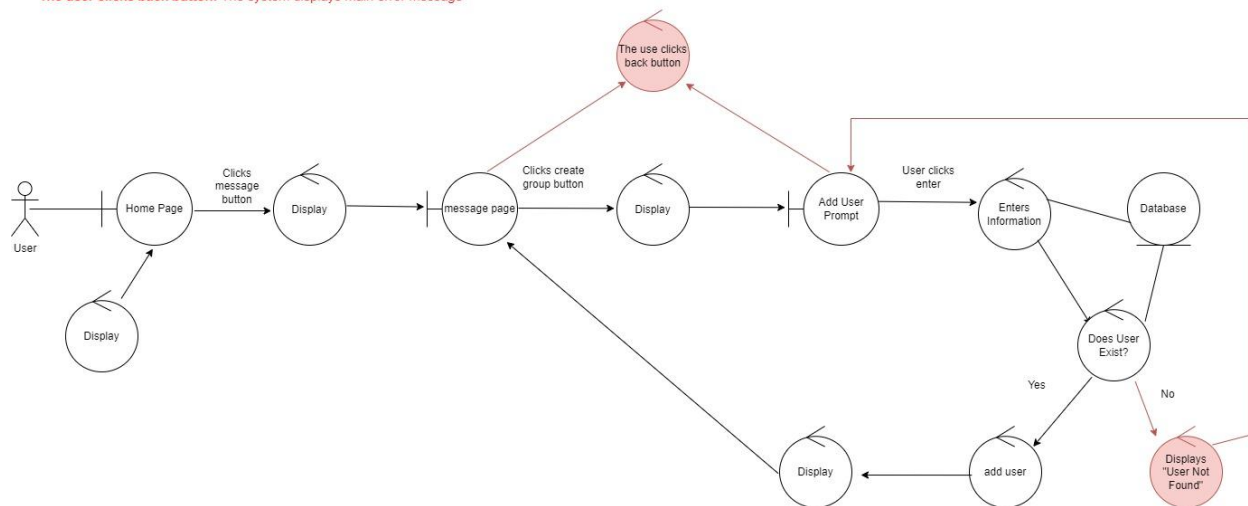 The user clicks back button: The system displays main error message
The use clicks
back button
Clicks
message
button
Clicks create
group button
User clicks
enter
Home Page
Display
message page
Display
Add User
Prompt
Enters
Information
Database
User
Display
Does User
Exist?
Yes
No
Display
add user
Displays
"User Not
Found"